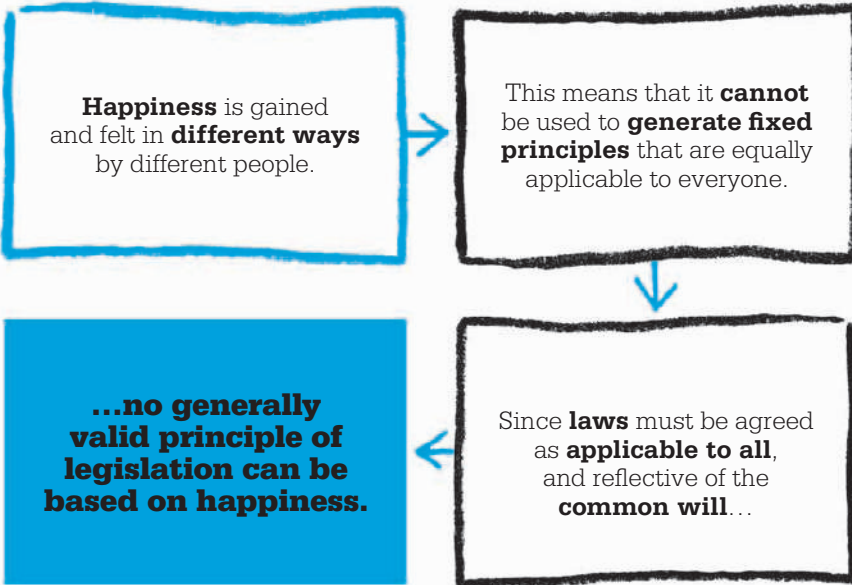 Happiness is gained
and felt in different ways
by different people.
This means that it cannot
be used to generate fixed
principles that are equally
applicable to everyone.
Since laws must be agreed
as applicable to all,
and reflective of the
common will...
...no generally
valid principle of
legislation can be
based on happiness.